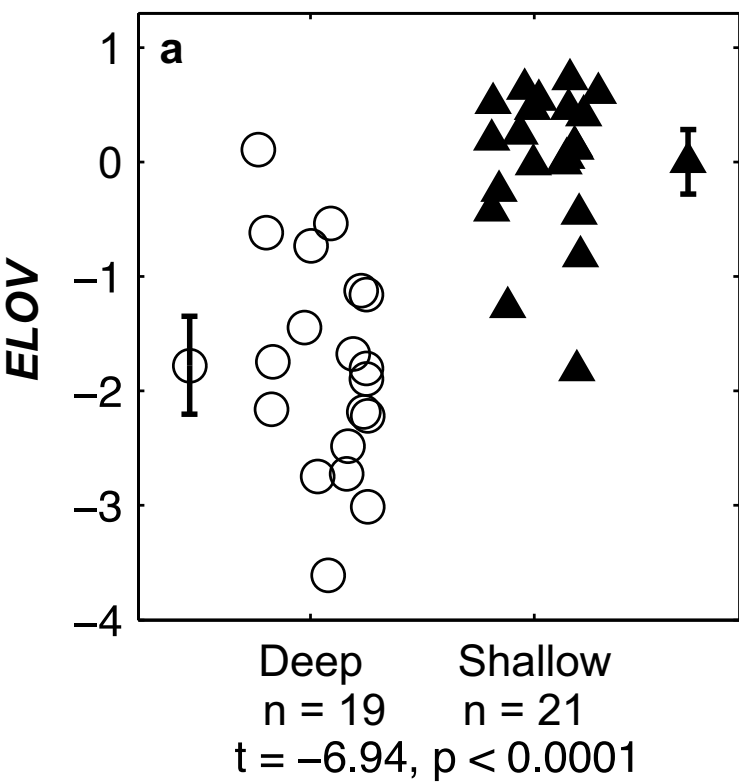 a
ELOV
1
0
−1
−2
−3
−4
Deep Shallow
n = 19 n = 21
t = −6.94, p < 0.0001